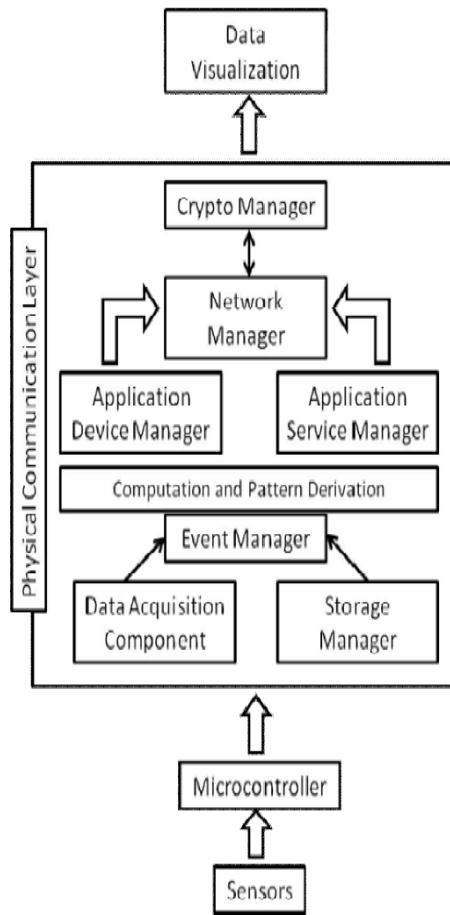 Data
Visualization
Crypto Manager
Network
Manager
Physical Communication Layer
Application
Device Manager
Application
Service Manager
Computation and Pattern Derivation
Event Manager
Data Acquisition
Component
Storage
Manager
Microcontroller
Sensors